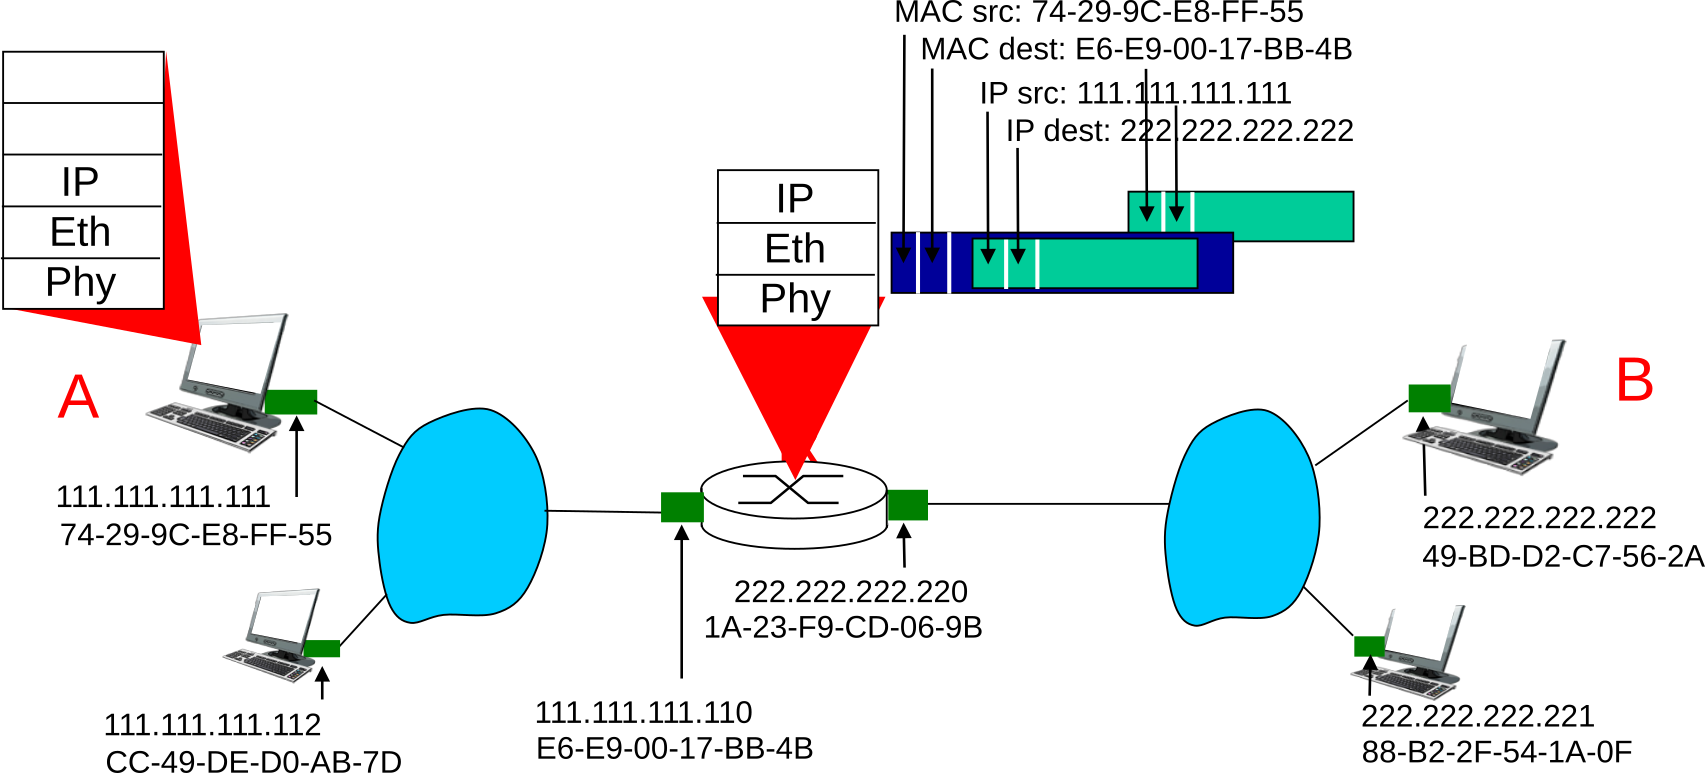 MAC src: 74-29-9C-E8-FF-55
MAC dest: E6-E9-00-17-BB-4B
IP src: 111.111.111.111
IP dest: 222.222.222.222
IP
Eth
Phy
IP
Eth
Phy
A
B
111.111.111.111
74-29-9C-E8-FF-55
222.222.222.222
49-BD-D2-C7-56-2A
222.222.222.220
1A-23-F9-CD-06-9B
111.111.111.112
CC-49-DE-D0-AB-7D
111.111.111.110
E6-E9-00-17-BB-4B
222.222.222.221
88-B2-2F-54-1A-0F